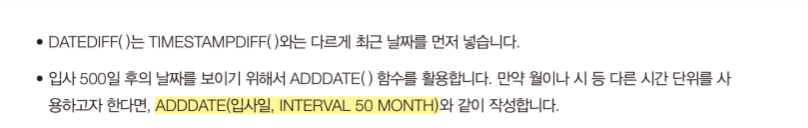 • DATEDIFF( )는 TIMESTAMPDIFF( )와는 다르게 최근 날짜를 먼저 넣습니다.
• 입사 500일 후의 날짜를 보이기 위해서 ADDDATE( ) 함수를 활용합니다. 만약 월이나 시 등 다른 시간 단위를 사
용하고자 한다면, ADDDATE(입사일, INTERVAL 50 MONTH)와 같이 작성합니다.